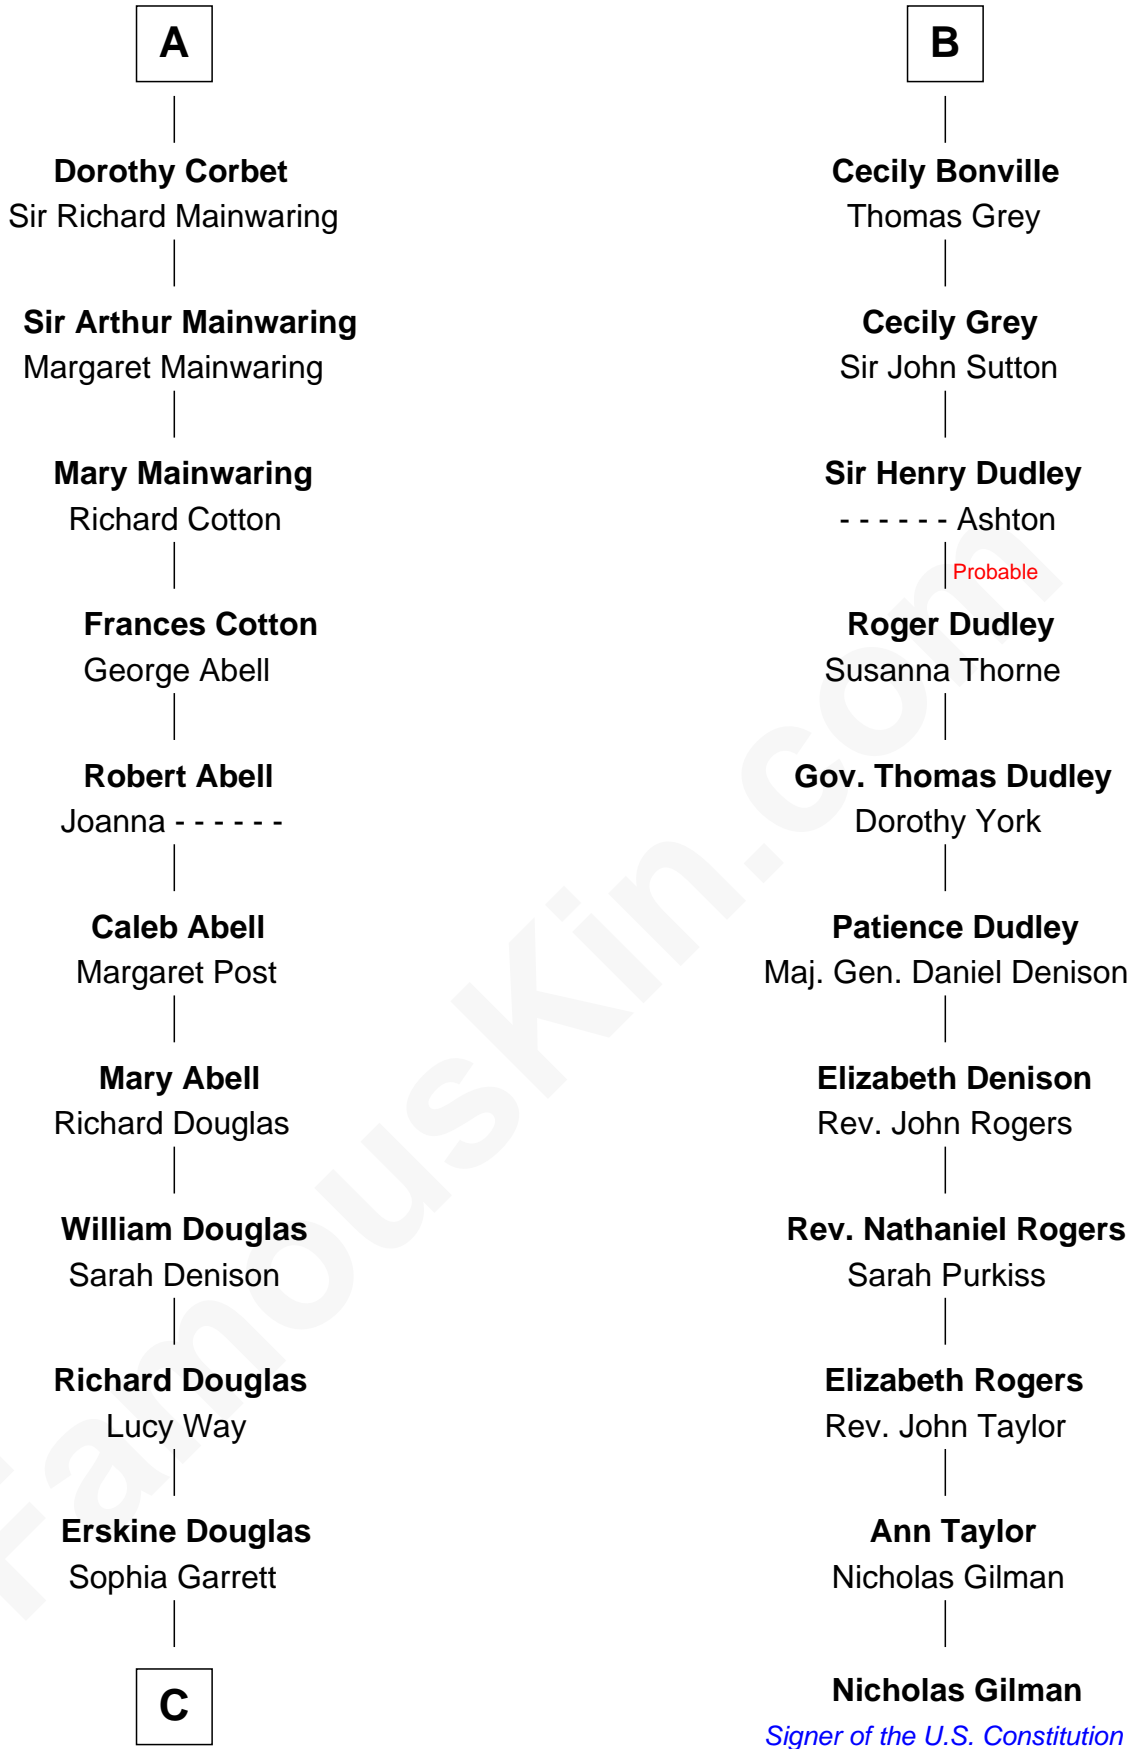 A
Dorothy Corbet
Sir Richard Mainwaring
Sir Arthur Mainwaring
Margaret Mainwaring
Mary Mainwaring
Richard Cotton
Frances Cotton
George Abell
Robert Abell
Joanna - - - - - -
Caleb Abell
Margaret Post
Mary Abell
Richard Douglas
William Douglas
Sarah Denison
Richard Douglas
Lucy Way
Erskine Douglas
Sophia Garrett
C
B
Cecily Bonville
Thomas Grey
Cecily Grey
Sir John Sutton
Sir Henry Dudley
- - - - - - Ashton
Probable
Roger Dudley
Susanna Thorne
Gov. Thomas Dudley
Dorothy York
Patience Dudley
Maj. Gen. Daniel Denison
Elizabeth Denison
Rev. John Rogers
Rev. Nathaniel Rogers
Sarah Purkiss
Elizabeth Rogers
Rev. John Taylor
Ann Taylor
Nicholas Gilman
Nicholas Gilman
Signer of the U.S. Constitution
FamousKin.com